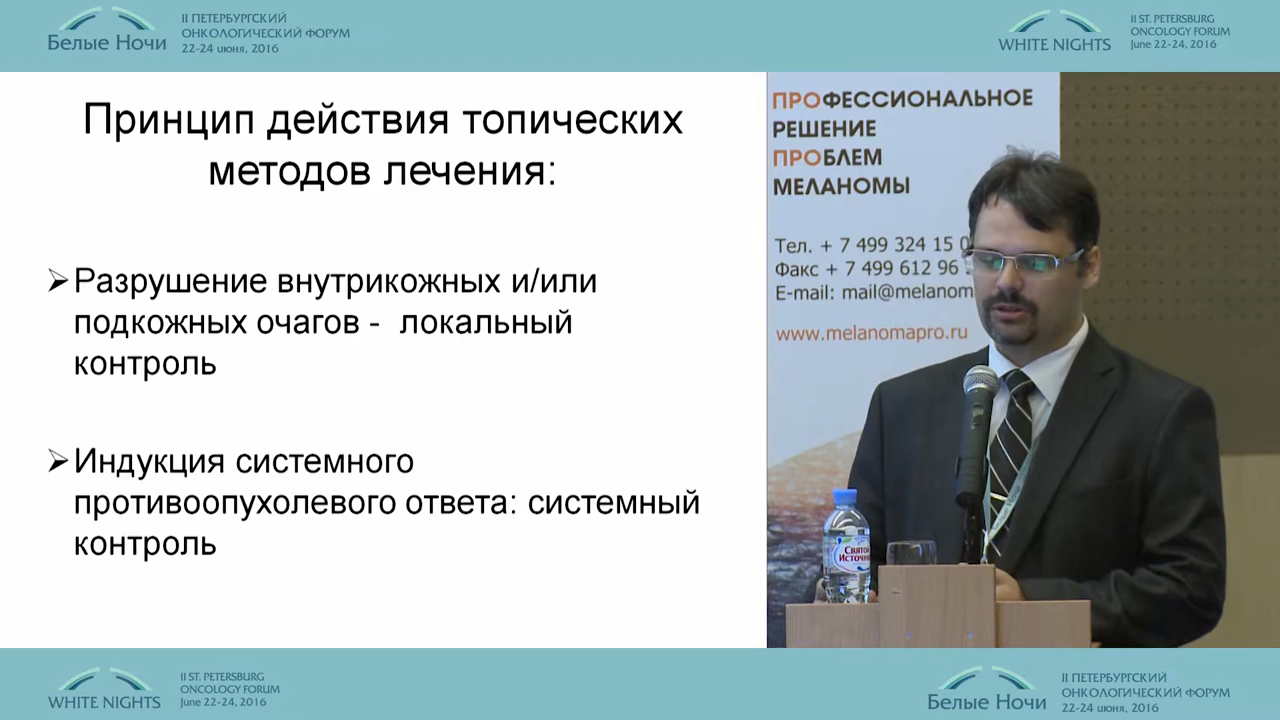 Белые Ночи
II ПЕТЕРБУРГСКИЙ
ОНКОЛОГИЧЕСКИЙ ФОРУМ
22-24 июня, 2016
WHITE NIGHTS
II ST. PETERSBURG
ONCOLOGY FORUM
June 22-24, 2016
Принцип действия топических
методов лечения:
Разрушение внутрикожных и/или
подкожных очагов - локальный
контроль
Индукция системного
противоопухолевого ответа: системный
контроль
ПРОФЕССИОНАЛЬНОЕ
РЕШЕНИЕ
ПРОБЛЕМ
МЕЛАНОМЫ
Тел. + 7 499 324 15
Факс + 7 499 612 96
E-mail: mail@melanom
www.melanomapro.ru
Святой
Источник
WHITE NIGHTS
II ST. PETERSBURG
ONCOLOGY FORUM
June 22-24, 2016
Белые Ночи
II ПЕТЕРБУРГСКИЙ
ОНКОЛОГИЧЕСКИЙ ФОРУМ
22-24 июня, 2016